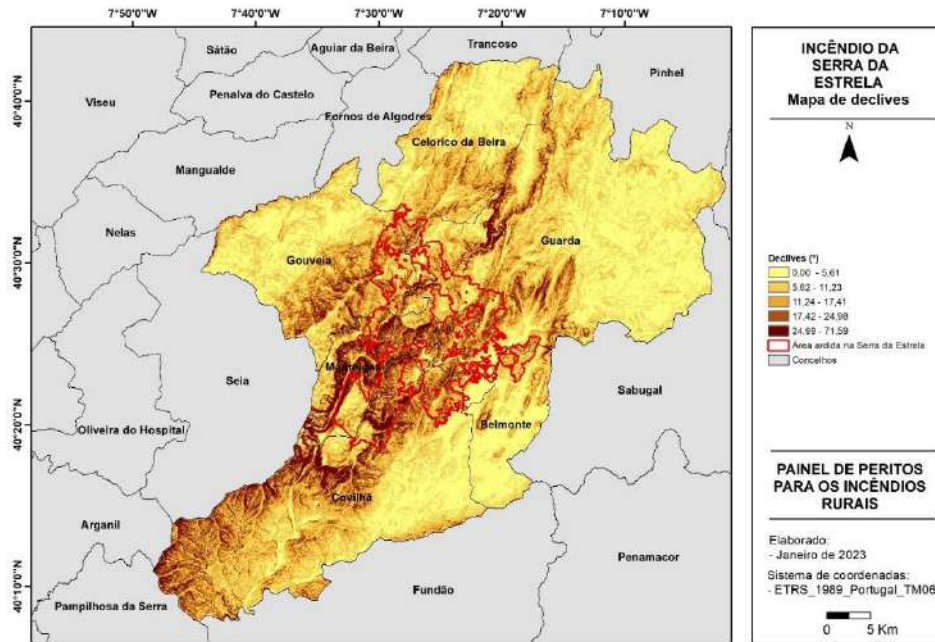 7°50'0"W
7°40'0"W
7°30'0"W
7°20'0"W
7°10'0"W
40°40'0"N
40°30'0"N
40°20'0"N
40°10'0"N
Sátão
Aguiar da Beira
Trancoso
Pinhel
Viseu
Penalva do Castelo
Fornos de Algodres
Celorico da Beira
Mangualde
Nelas
Gouveia
Guarda
Seia
Manteigas
Sabugal
Oliveira do Hospital
Belmonte
Covilhã
Arganil
Penamacor
Fundão
Pampilhosa da Serra
INCÊNDIO DA
SERRA DA
ESTRELA
Mapa de declives
N
Declives (°)
0,00 - 5,61
5,62 - 11,23
11,24 - 17,41
17,42 - 24,98
24,99 - 71,59
Área ardida na Serra da Estrela
Concelhos
PAINEL DE PERITOS
PARA OS INCÊNDIOS
RURAIS
Elaborado:
- Janeiro de 2023
Sistema de coordenadas:
- ETRS_1989_Portugal_TM06
0 5 Km